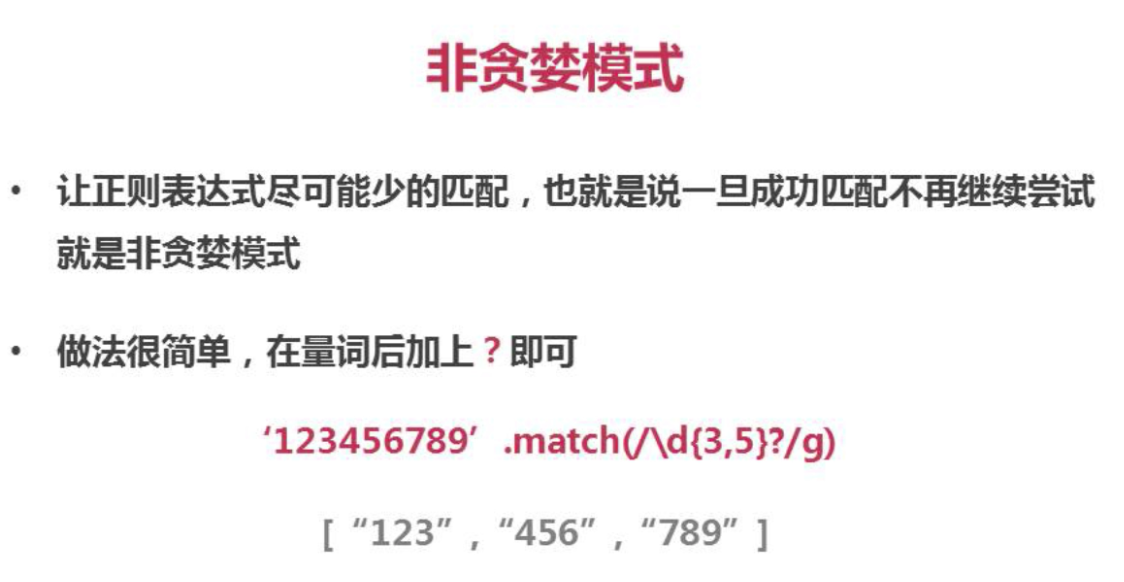 非贪婪模式
• 让正则表达式尽可能少的匹配，也就是说一旦成功匹配不再继续尝试
就是非贪婪模式
• 做法很简单，在量词后加上？即可
‘123456789’ .match(/\d{3,5}?/g)
[ “123” , “456” , “789” ]